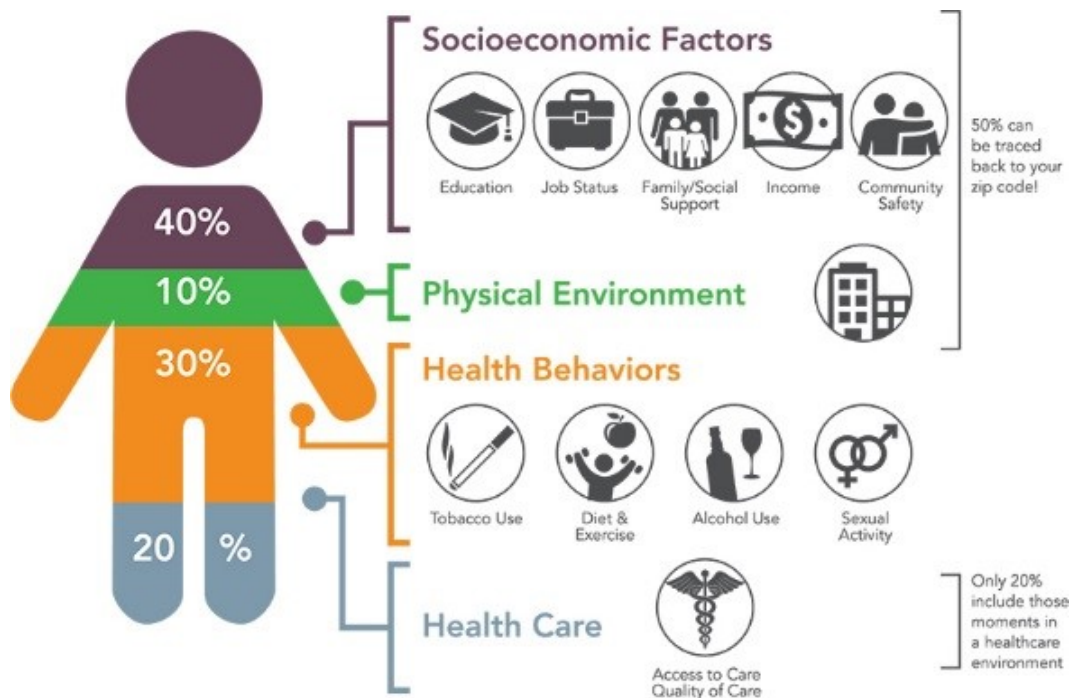 Socioeconomic Factors
Education
Job Status
Family/Social
Support
Income
Community
Safety
50% can
be traced
back to your
zip code!
40%
10%
Physical Environment
30%
Health Behaviors
Tobacco Use
Diet &
Exercise
Alcohol Use
Sexual
Activity
20 %
Health Care
Access to Care
Quality of Care
Only 20%
include those
moments in
a healthcare
environment